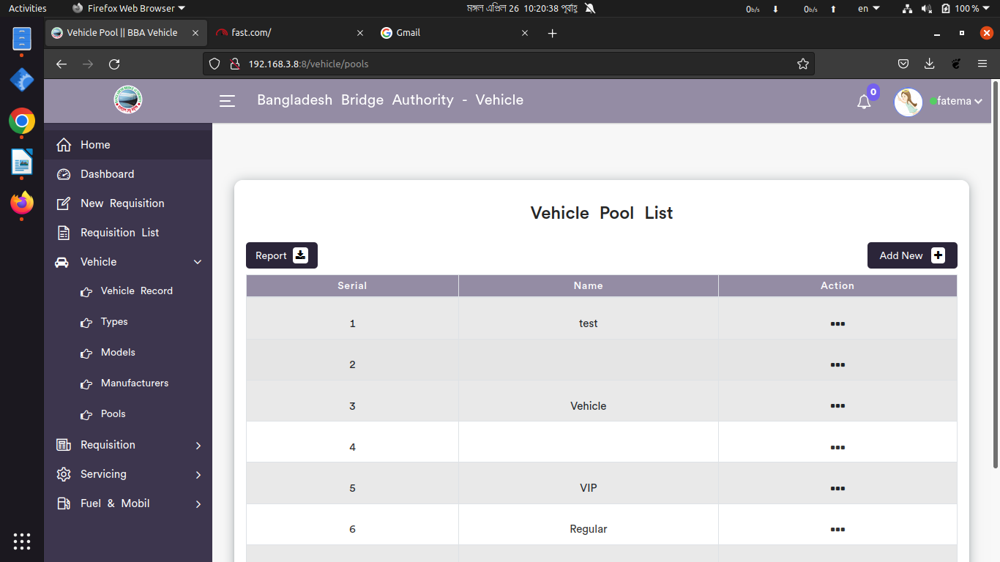 Activities
Firefox Web Browser
মঙ্গল এপ্রিল 26 10:20:38 পূর্বাহ্ণ
0b/s
0b/s
en
100 %
Vehicle Pool || BBA Vehicle
fast.com/
Gmail
192.168.3.8:8/vehicle/pools
Bangladesh Bridge Authority - Vehicle
0
fatema
Home
Dashboard
New Requisition
Requisition List
Vehicle
Vehicle Record
Types
Models
Manufacturers
Pools
Requisition
Servicing
Fuel & Mobil
Vehicle Pool List
Report
Add New
Serial Name Action
1 test
2
3 Vehicle
4
5 VIP
6 Regular